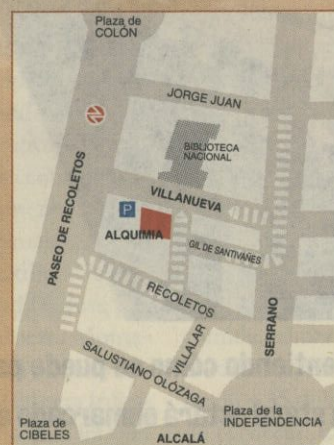 Plaza de
COLÓN
JORGE JUAN
BIBLIOTECA
NACIONAL
PASEO DE RECOLETOS
VILLANUEVA
P
ALQUIMIA
GIL DE SANTIVAÑES
RECOLETOS
SERRANO
VILLALAR
SALUSTIANO OLÓZAGA
Plaza de
CIBELES
Plaza de la
INDEPENDENCIA
ALCALÁ